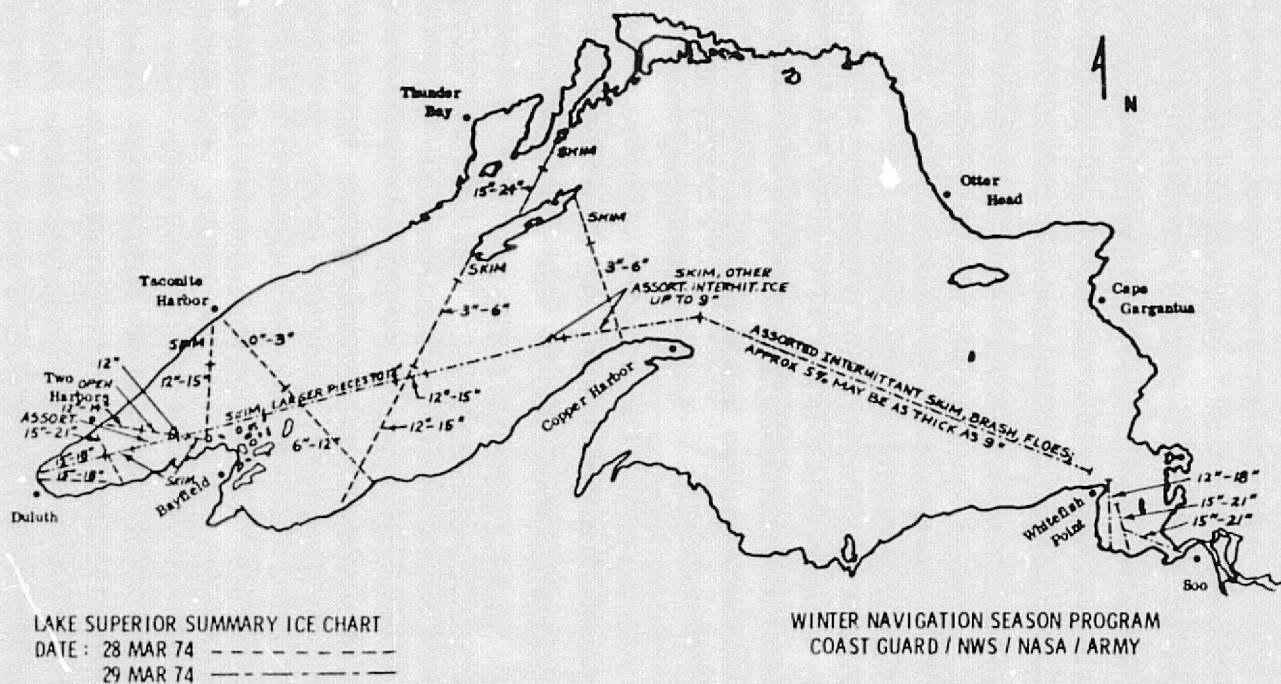 Thunder
Bay
N
SKIM
15"-24"
Otter
Head
SKIM
SKIM
3"-6"
SKIM, OTHER
ASSORT. INTERMIT. ICE
UP TO 9"
Cape
Gargantua
Taconite
Harbor
3"-6"
SKIM
0"-3"
12"
12"-15"
Two
Harbors
OPEN
ASSORT.
15"-21"
SKIM, LARGER PIECES TO 12"
12"-15"
12"-15"
6"-12"
Copper Harbor
ASSORTED INTERMITTANT SKIM, BRASH, FLOES;
APPROX 5% MAY BE AS THICK AS 9"
15"-18"
15"-18"
SKIM
Bayfield
Duluth
12"-18"
15"-21"
15"-21"
Whitefish
Point
Soo
LAKE SUPERIOR SUMMARY ICE CHART
DATE: 28 MAR 74
29 MAR 74
WINTER NAVIGATION SEASON PROGRAM
COAST GUARD / NWS / NASA / ARMY